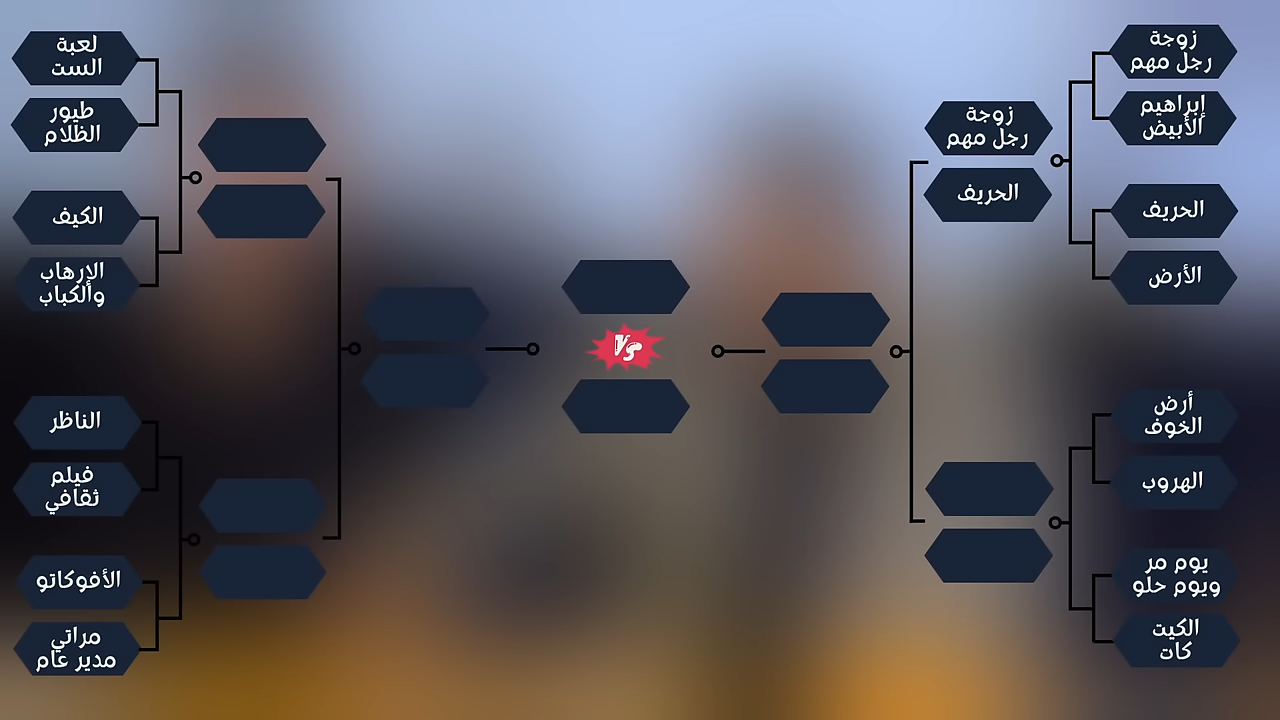 زوجة
رجل مهم
إبراهيم
الأبيض
الحريف
الأرض
زوجة
رجل مهم
الحريف
أرض
الخوف
الهروب
يوم مر
ويوم حلو
الكيت
كات
VS
لعبة
الست
طيور
الظلام
الكيف
الإرهاب
والكباب
الناظر
فيلم
ثقافي
الأفوكاتو
مراتي
مدير عام